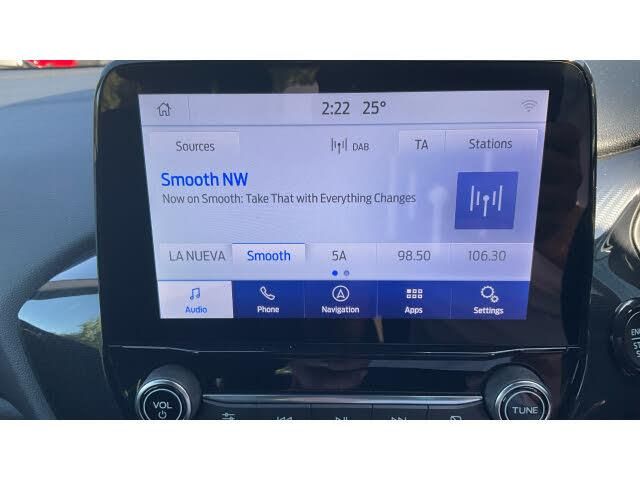 2:22 25°
Sources DAB TA Stations
Smooth NW
Now on Smooth: Take That with Everything Changes
LA NUEVA Smooth 5A 98.50 106.30
Audio Phone Navigation Apps Settings
VOL TUNE